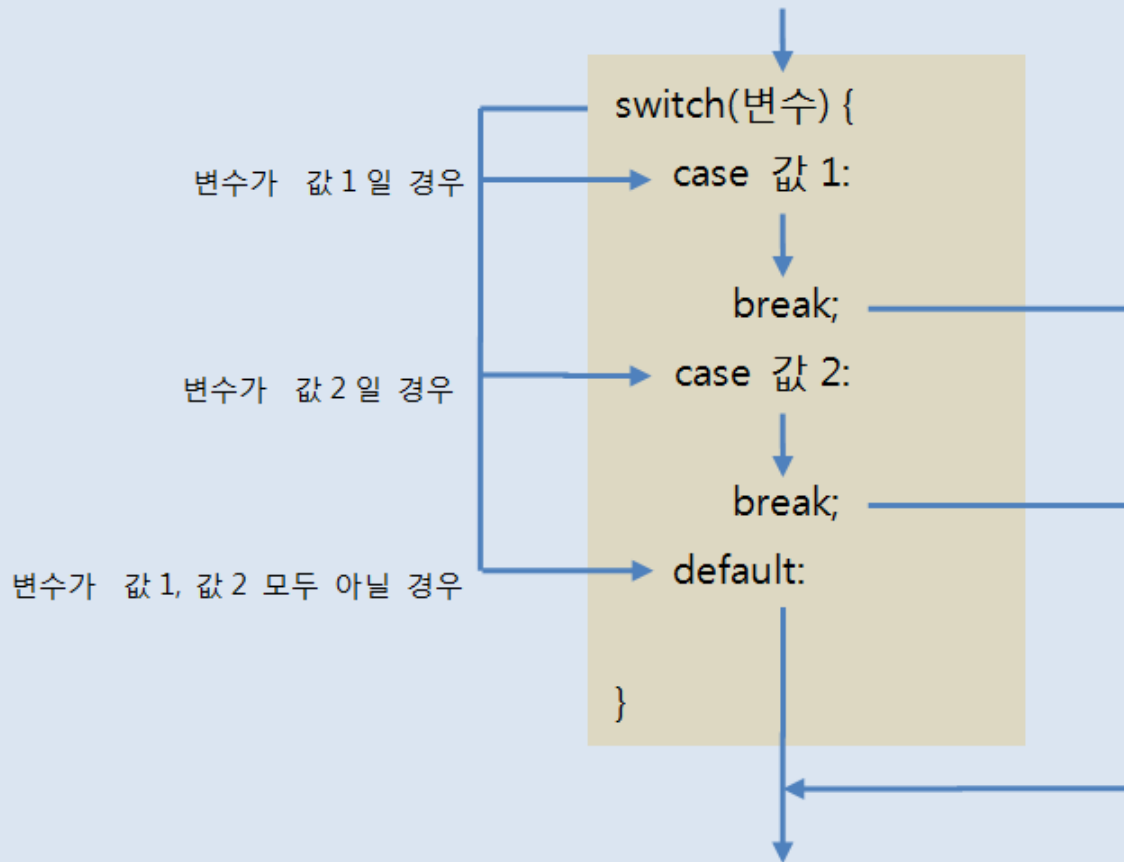 switch(변수) {
변수가 값 1 일 경우
case 값 1:
break;
변수가 값 2 일 경우
case 값 2:
break;
변수가 값 1, 값 2 모두 아닐 경우
default:
}